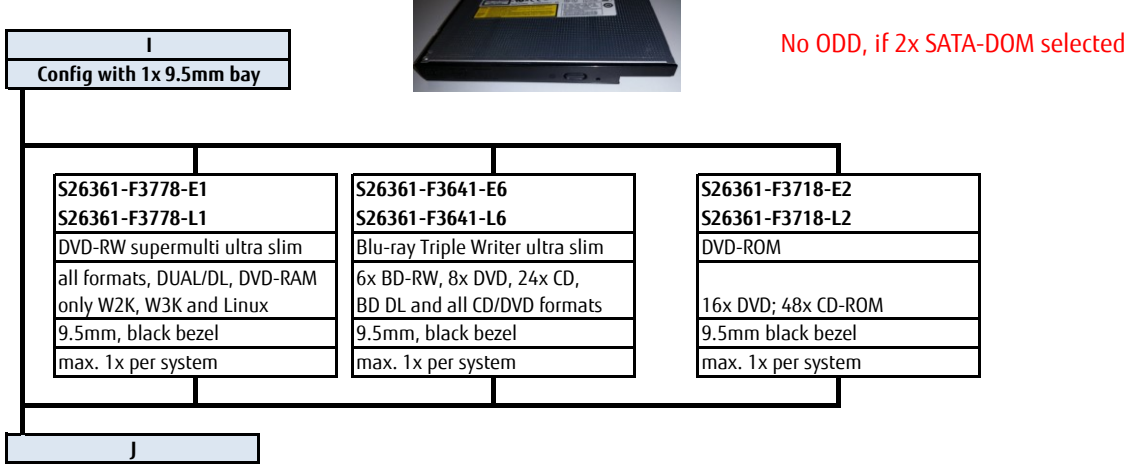 No ODD, if 2x SATA-DOM selected
I
Config with 1x 9.5mm bay
S26361-F3778-E1
S26361-F3778-L1
DVD-RW supermulti ultra slim
all formats, DUAL/DL, DVD-RAM
only W2K, W3K and Linux
9.5mm, black bezel
max. 1x per system
S26361-F3641-E6
S26361-F3641-L6
Blu-ray Triple Writer ultra slim
6x BD-RW, 8x DVD, 24x CD,
BD DL and all CD/DVD formats
9.5mm, black bezel
max. 1x per system
S26361-F3718-E2
S26361-F3718-L2
DVD-ROM
16x DVD; 48x CD-ROM
9.5mm black bezel
max. 1x per system
J